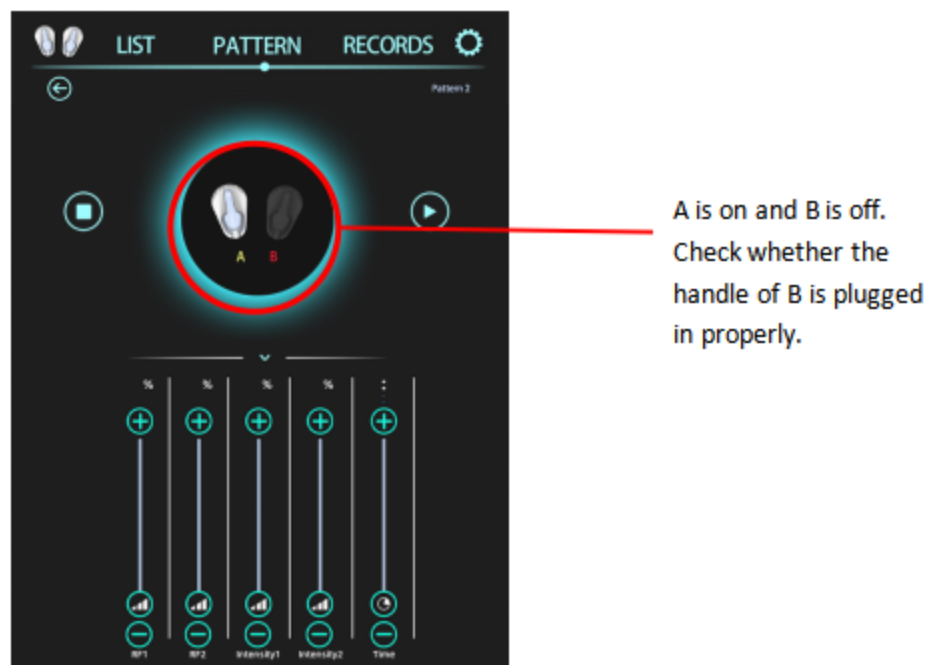 LIST PATTERN RECORDS
Pattern 2
A B
A is on and B is off.
Check whether the
handle of B is plugged
in properly.
% % % % :
RF1 RF2 Intensity1 Intensity2 Time